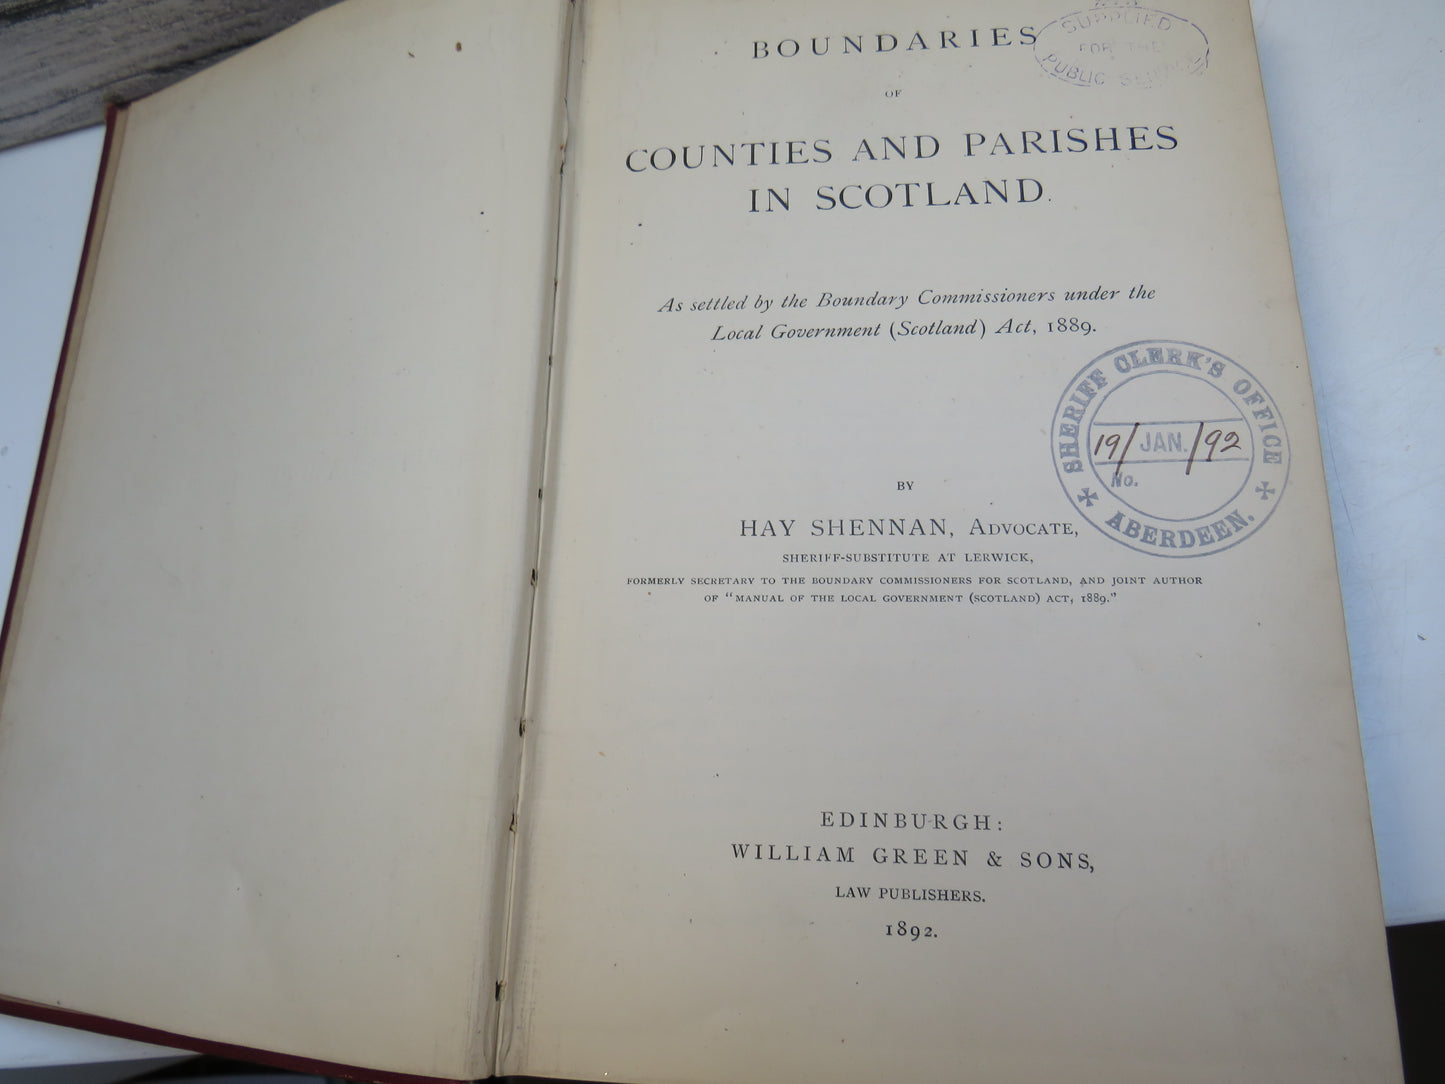 SUPPLIED
FOR THE
PUBLIC
BOUNDARIES
OF
COUNTIES AND PARISHES
IN SCOTLAND.
As settled by the Boundary Commissioners under the
Local Government (Scotland) Act, 1889.
SHERIFF CLERK'S OFFICE
19/JAN./92
No.
ABERDEEN.
BY
HAY SHENNAN, ADVOCATE,
SHERIFF-SUBSTITUTE AT LERWICK,
FORMERLY SECRETARY TO THE BOUNDARY COMMISSIONERS FOR SCOTLAND, AND JOINT AUTHOR
OF "MANUAL OF THE LOCAL GOVERNMENT (SCOTLAND) ACT, 1889."
EDINBURGH:
WILLIAM GREEN & SONS,
LAW PUBLISHERS.
1892.